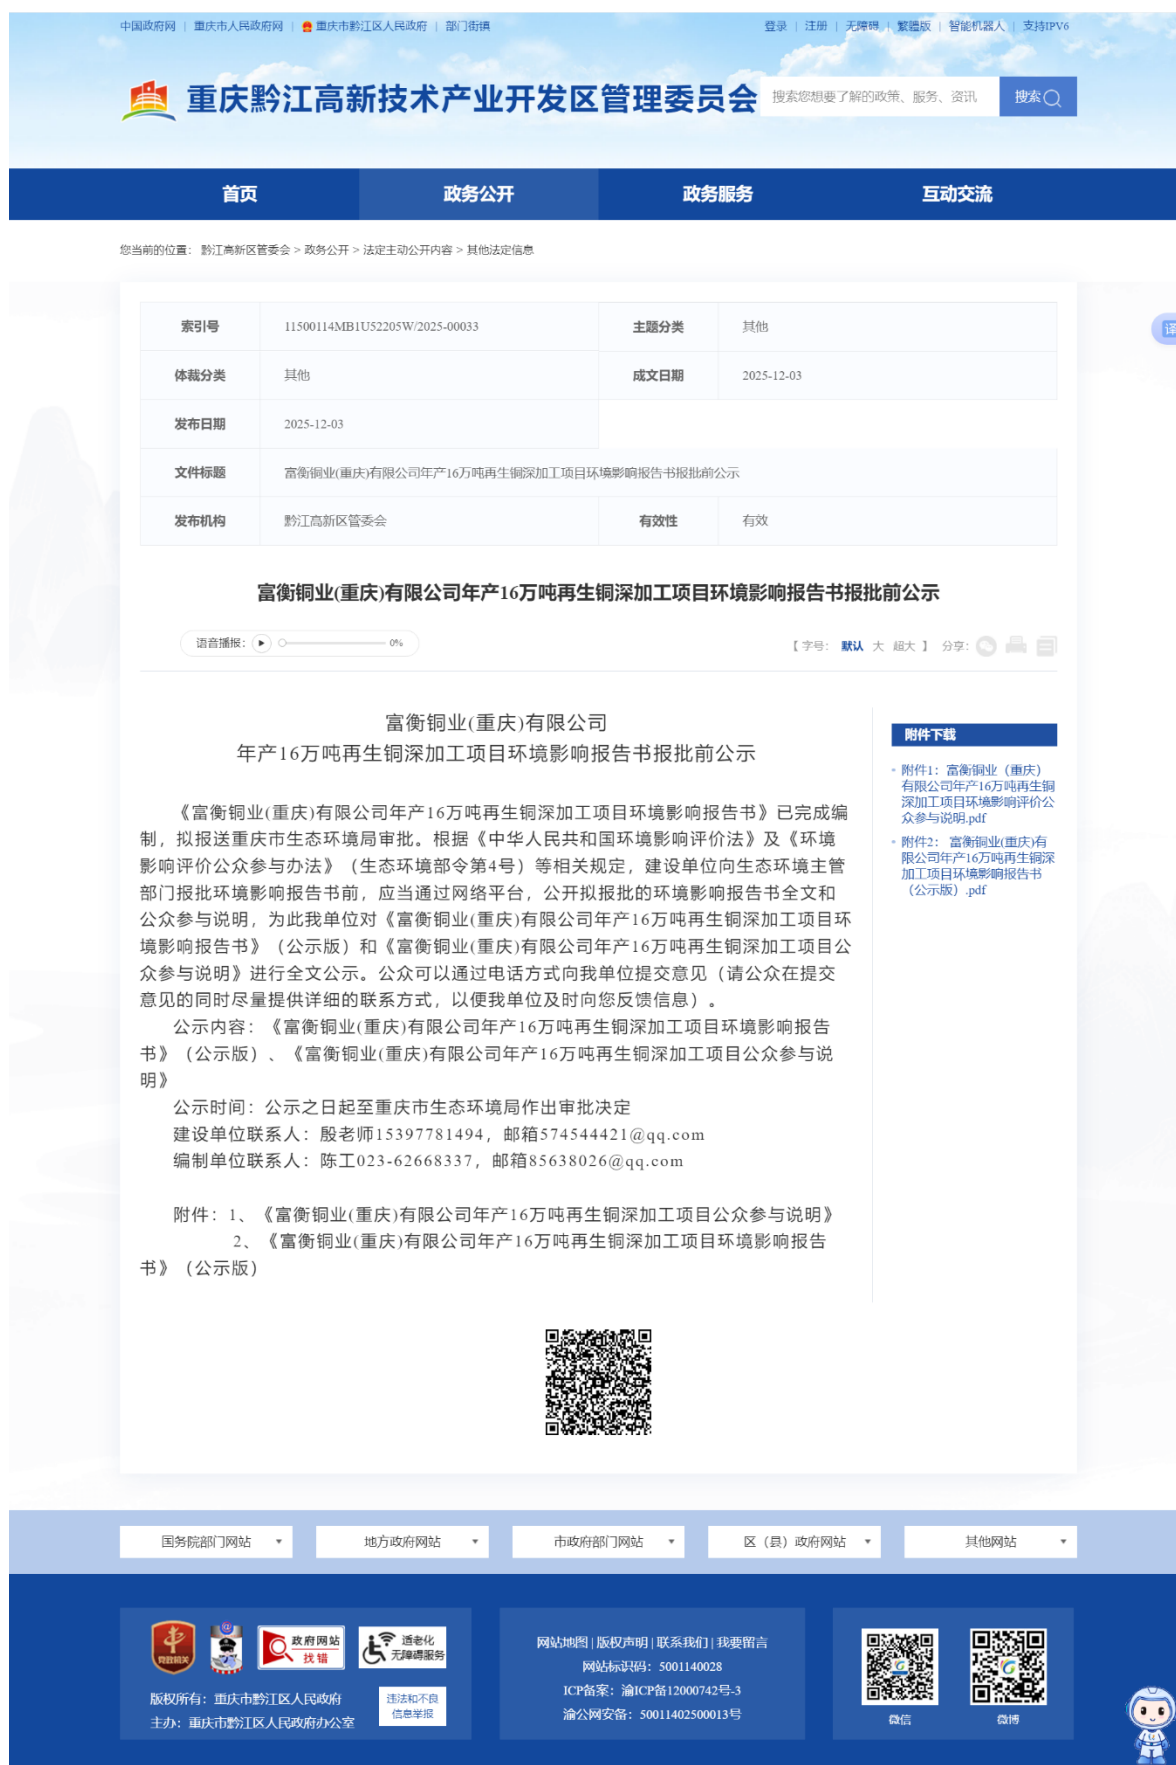 中国政府网 | 重庆市人民政府网 | 重庆市黔江区人民政府 | 部门街镇
登录 | 注册 | 无障碍 | 繁體版 | 智能机器人 | 支持IPV6
重庆黔江高新技术产业开发区管理委员会
搜索您想要了解的政策、服务、资讯
搜索
首页 政务公开 政务服务 互动交流
您当前的位置： 黔江高新区管委会 > 政务公开 > 法定主动公开内容 > 其他法定信息
索引号 11500114MB1U52205W/2025-00033 主题分类 其他
体裁分类 其他 成文日期 2025-12-03
发布日期 2025-12-03
文件标题 富衡铜业(重庆)有限公司年产16万吨再生铜深加工项目环境影响报告书报批前公示
发布机构 黔江高新区管委会 有效性 有效
译
富衡铜业(重庆)有限公司年产16万吨再生铜深加工项目环境影响报告书报批前公示
语音播报： 0%
【 字号： 默认 大 超大 】 分享：
富衡铜业(重庆)有限公司
年产16万吨再生铜深加工项目环境影响报告书报批前公示
《富衡铜业(重庆)有限公司年产16万吨再生铜深加工项目环境影响报告书》已完成编
制，拟报送重庆市生态环境局审批。根据《中华人民共和国环境影响评价法》及《环境
影响评价公众参与办法》（生态环境部令第4号）等相关规定，建设单位向生态环境主管
部门报批环境影响报告书前，应当通过网络平台，公开拟报批的环境影响报告书全文和
公众参与说明，为此我单位对《富衡铜业(重庆)有限公司年产16万吨再生铜深加工项目环
境影响报告书》（公示版）和《富衡铜业(重庆)有限公司年产16万吨再生铜深加工项目公
众参与说明》进行全文公示。公众可以通过电话方式向我单位提交意见（请公众在提交
意见的同时尽量提供详细的联系方式，以便我单位及时向您反馈信息）。
公示内容：《富衡铜业(重庆)有限公司年产16万吨再生铜深加工项目环境影响报告
书》（公示版）、《富衡铜业(重庆)有限公司年产16万吨再生铜深加工项目公众参与说
明》
公示时间：公示之日起至重庆市生态环境局作出审批决定
建设单位联系人：殷老师15397781494，邮箱574544421@qq.com
编制单位联系人：陈工023-62668337，邮箱85638026@qq.com
附件：1、《富衡铜业(重庆)有限公司年产16万吨再生铜深加工项目公众参与说明》
2、《富衡铜业(重庆)有限公司年产16万吨再生铜深加工项目环境影响报告
书》（公示版）
附件下载
附件1：富衡铜业（重庆）
有限公司年产16万吨再生铜
深加工项目环境影响评价公
众参与说明.pdf
附件2： 富衡铜业(重庆)有
限公司年产16万吨再生铜深
加工项目环境影响报告书
（公示版）.pdf
国务院部门网站 地方政府网站 市政府部门网站 区（县）政府网站 其他网站
党政机关
政府网站
找错
适老化
无障碍服务
版权所有：重庆市黔江区人民政府
主办：重庆市黔江区人民政府办公室
违法和不良
信息举报
网站地图 | 版权声明 | 联系我们 | 我要留言
网站标识码：5001140028
ICP备案：渝ICP备12000742号-3
渝公网安备：50011402500013号
微信 微博